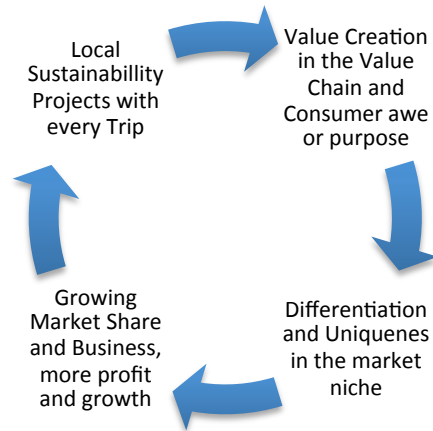 Local
Sustainabillity
Projects with
every Trip
Value Creation
in the Value
Chain and
Consumer awe
or purpose
Differentiation
and Uniquenes
in the market
niche
Growing
Market Share
and Business,
more profit
and growth